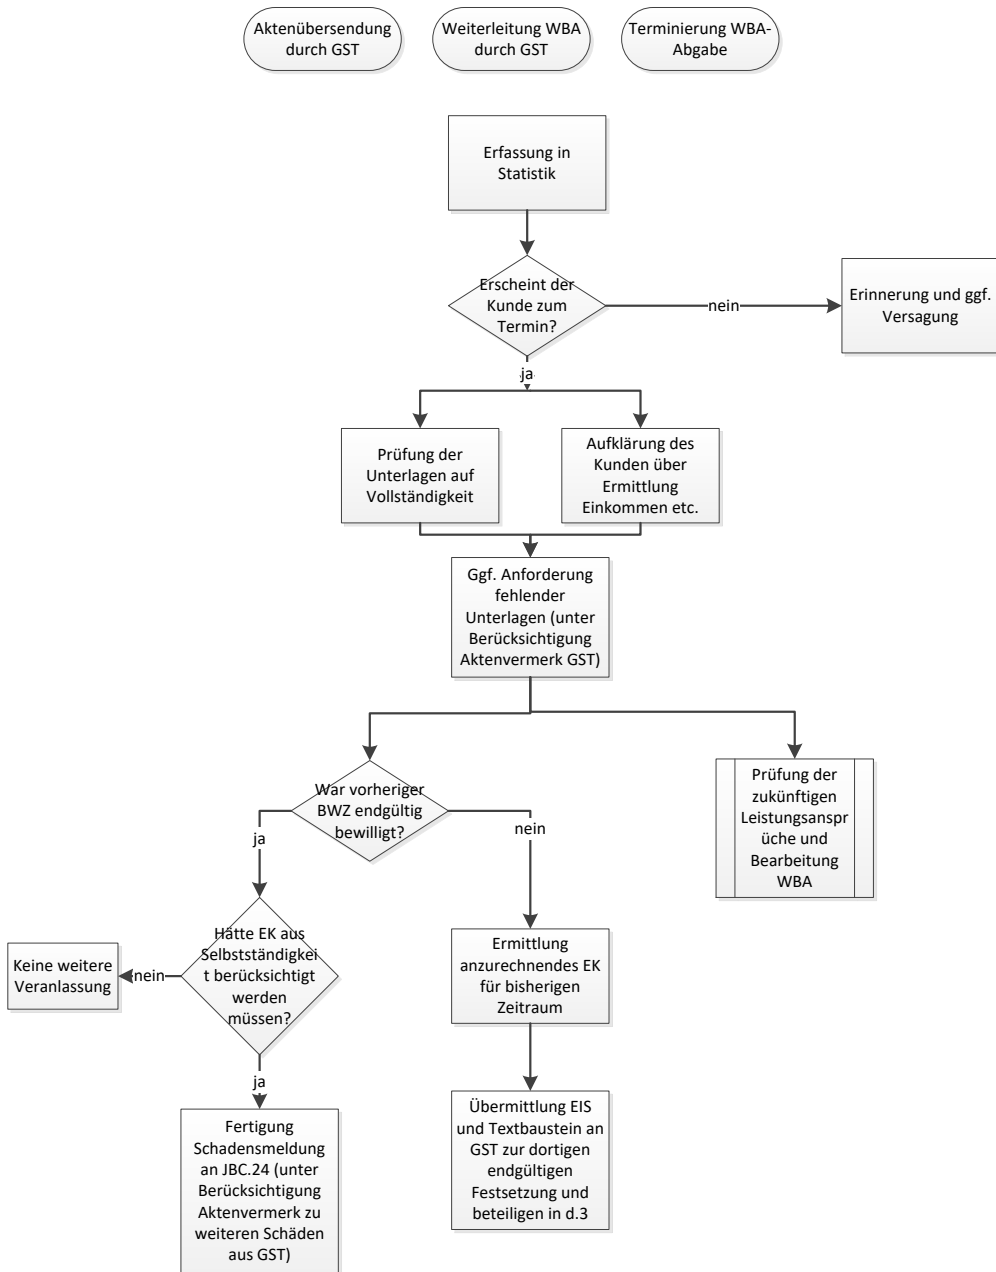 Aktenübersendung
durch GST
Weiterleitung WBA
durch GST
Terminierung WBA-
Abgabe
Erfassung in
Statistik
Erscheint der
Kunde zum
Termin?
nein
Erinnerung und ggf.
Versagung
ja
Prüfung der
Unterlagen auf
Vollständigkeit
Aufklärung des
Kunden über
Ermittlung
Einkommen etc.
Ggf. Anforderung
fehlender
Unterlagen (unter
Berücksichtigung
Aktenvermerk GST)
War vorheriger
BWZ endgültig
bewilligt?
ja
nein
Prüfung der
zukünftigen
Leistungsanspr
üche und
Bearbeitung
WBA
Hätte EK aus
Selbstständigkei
t berücksichtigt
werden
müssen?
nein
Keine weitere
Veranlassung
Ermittlung
anzurechnendes EK
für bisherigen
Zeitraum
ja
Fertigung
Schadensmeldung
an JBC.24 (unter
Berücksichtigung
Aktenvermerk zu
weiteren Schäden
aus GST)
Übermittlung EIS
und Textbaustein an
GST zur dortigen
endgültigen
Festsetzung und
beteiligen in d.3